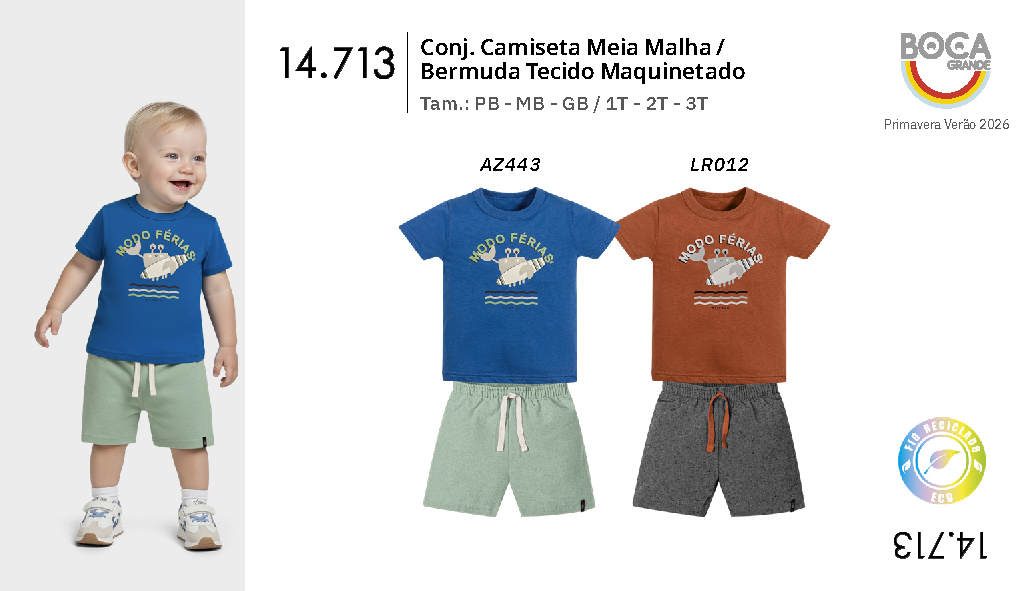 14.713
Conj. Camiseta Meia Malha /
Bermuda Tecido Maquinetado
Tam.: PB - MB - GB / 1T - 2T - 3T
BOCA
GRANDE
Primavera Verão 2026
AZ443
LR012
MODO FÉRIAS
MODO FÉRIAS
MODO FÉRIAS
FIO RECICLADO
ECO
14.713